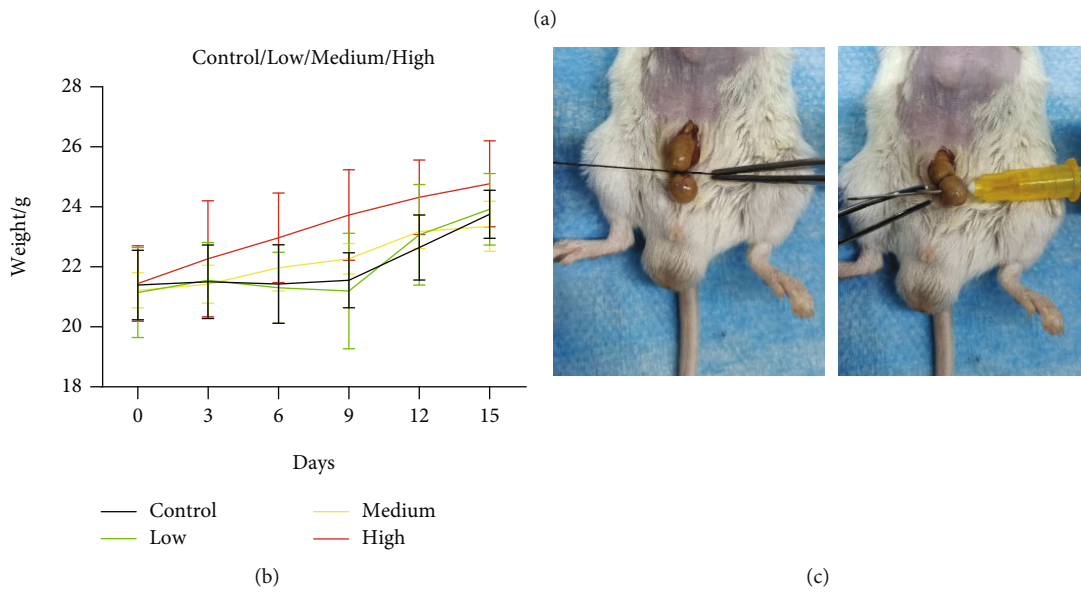 (a)
Control/Low/Medium/High
Weight/g
28
26
24
22
20
18
0 3 6 9 12 15
Days
Control Medium
Low High
(b) (c)